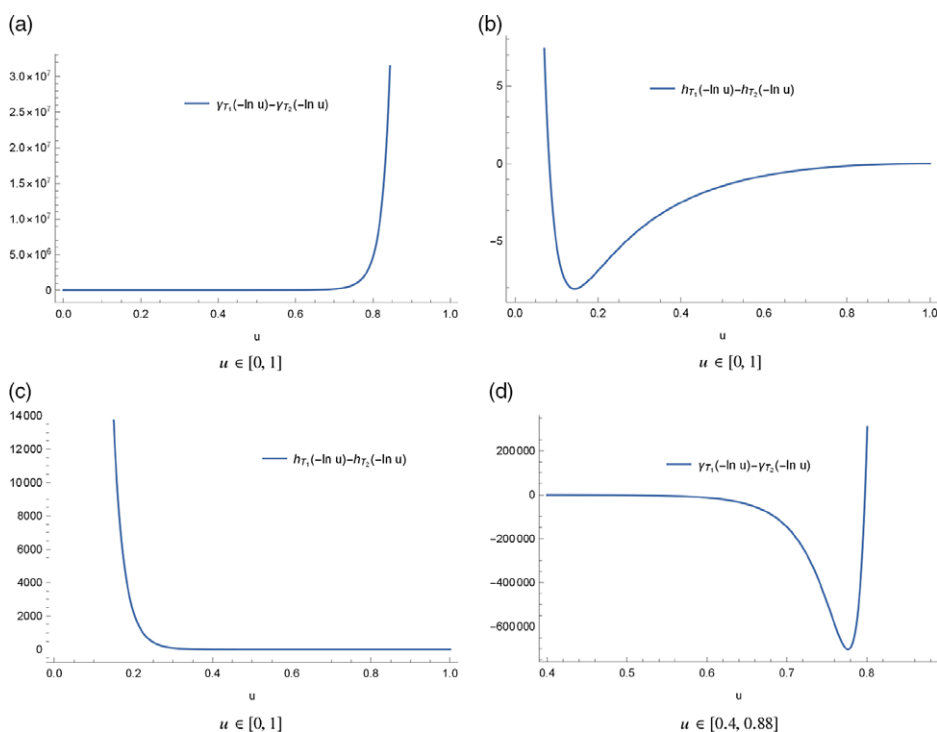 (a)
3.0×10⁷
2.5×10⁷
2.0×10⁷
1.5×10⁷
1.0×10⁷
5.0×10⁶
0
γT₁(-ln u)-γT₂(-ln u)
0.0 0.2 0.4 0.6 0.8 1.0
u
u ∈ [0, 1]
(b)
5
0
-5
hT₁(-ln u)-hT₂(-ln u)
0.0 0.2 0.4 0.6 0.8 1.0
u
u ∈ [0, 1]
(c)
14000
12000
10000
8000
6000
4000
2000
0
hT₁(-ln u)-hT₂(-ln u)
0.0 0.2 0.4 0.6 0.8 1.0
u
u ∈ [0, 1]
(d)
200000
0
-200000
-400000
-600000
γT₁(-ln u)-γT₂(-ln u)
0.4 0.5 0.6 0.7 0.8
u
u ∈ [0.4, 0.88]